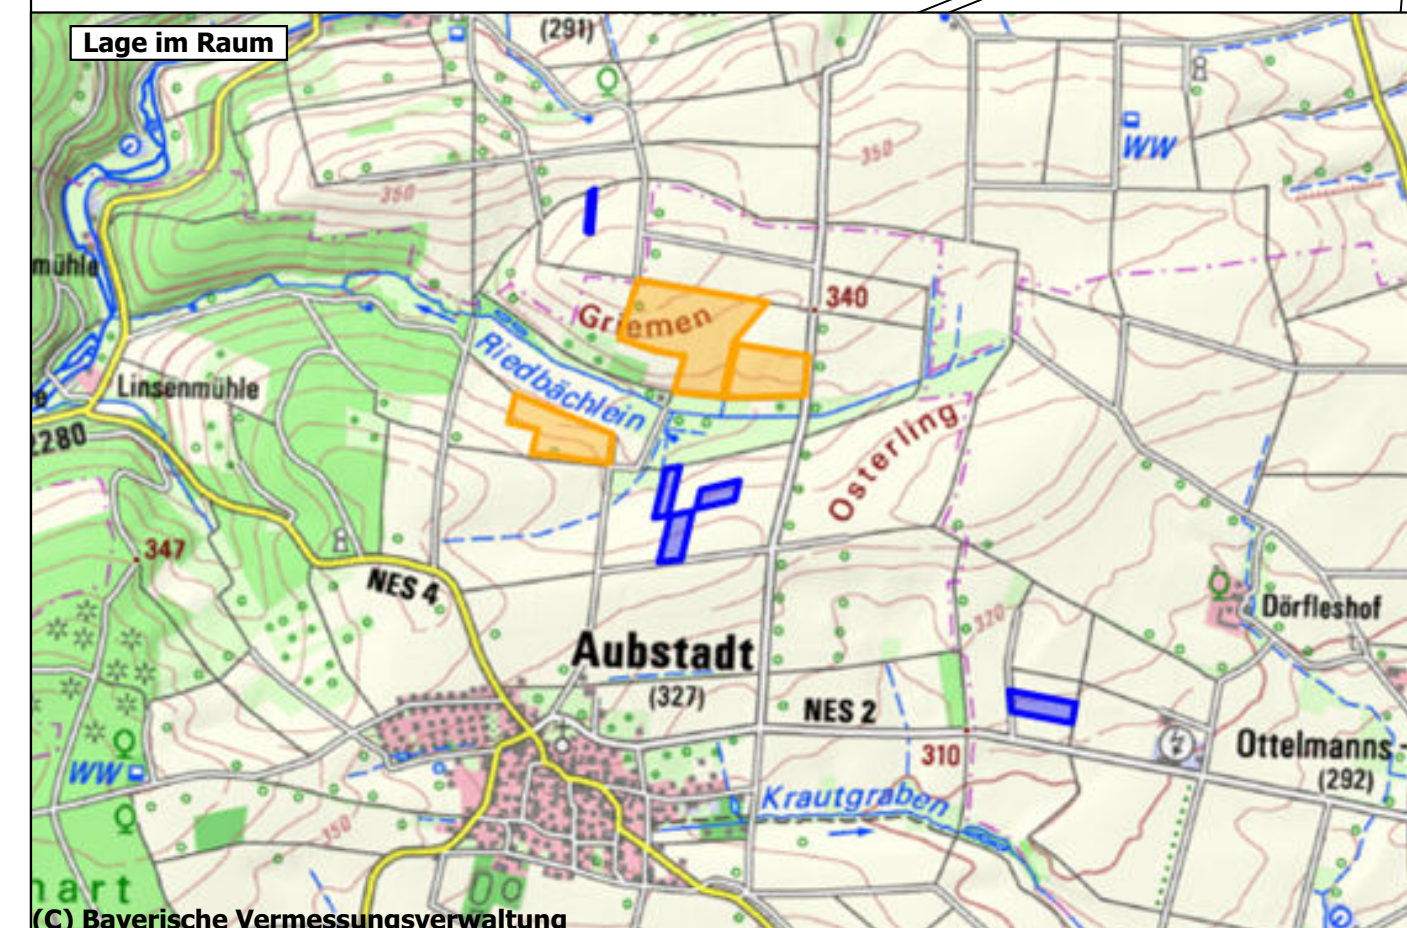 Lage im Raum
(291)
350
WW
350
mühle
340
Griemen
Riedbächlein
Linsenmühle
2280
Osterling
347
NES 4
Dörfleshof
320
Aubstadt
(327)
NES 2
310
Ottelmanns-
(292)
WW
Krautgraben
350
hart
(C) Bayerische Vermessungsverwaltung